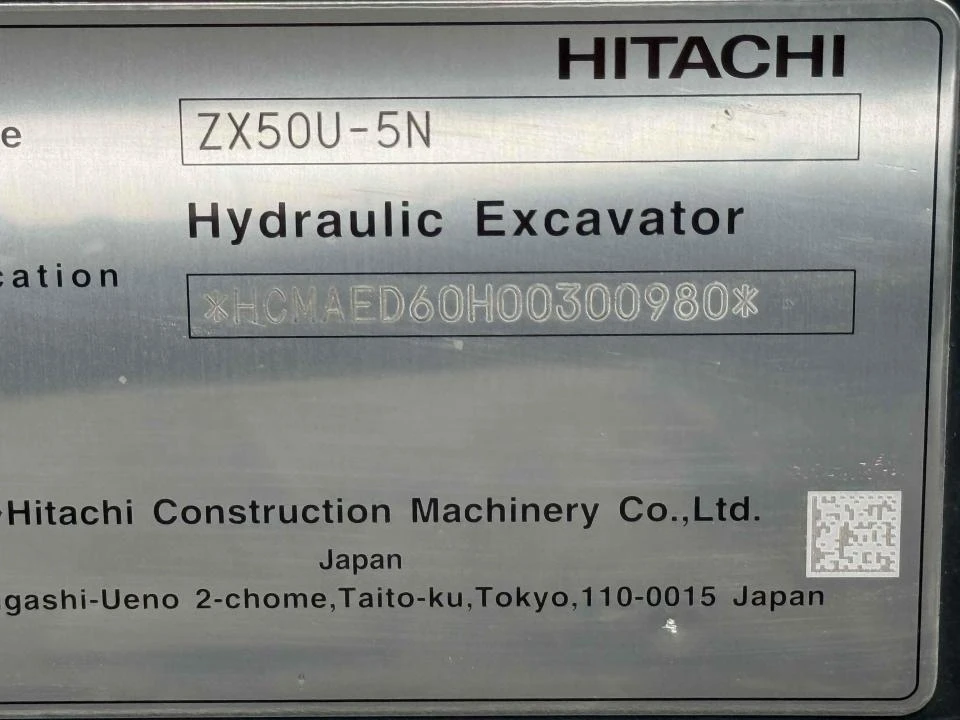 HITACHI
e ZX50U-5N
Hydraulic Excavator
cation *HCMAED60H00300980*
Hitachi Construction Machinery Co.,Ltd.
Japan
gashi-Ueno 2-chome,Taito-ku,Tokyo,110-0015 Japan